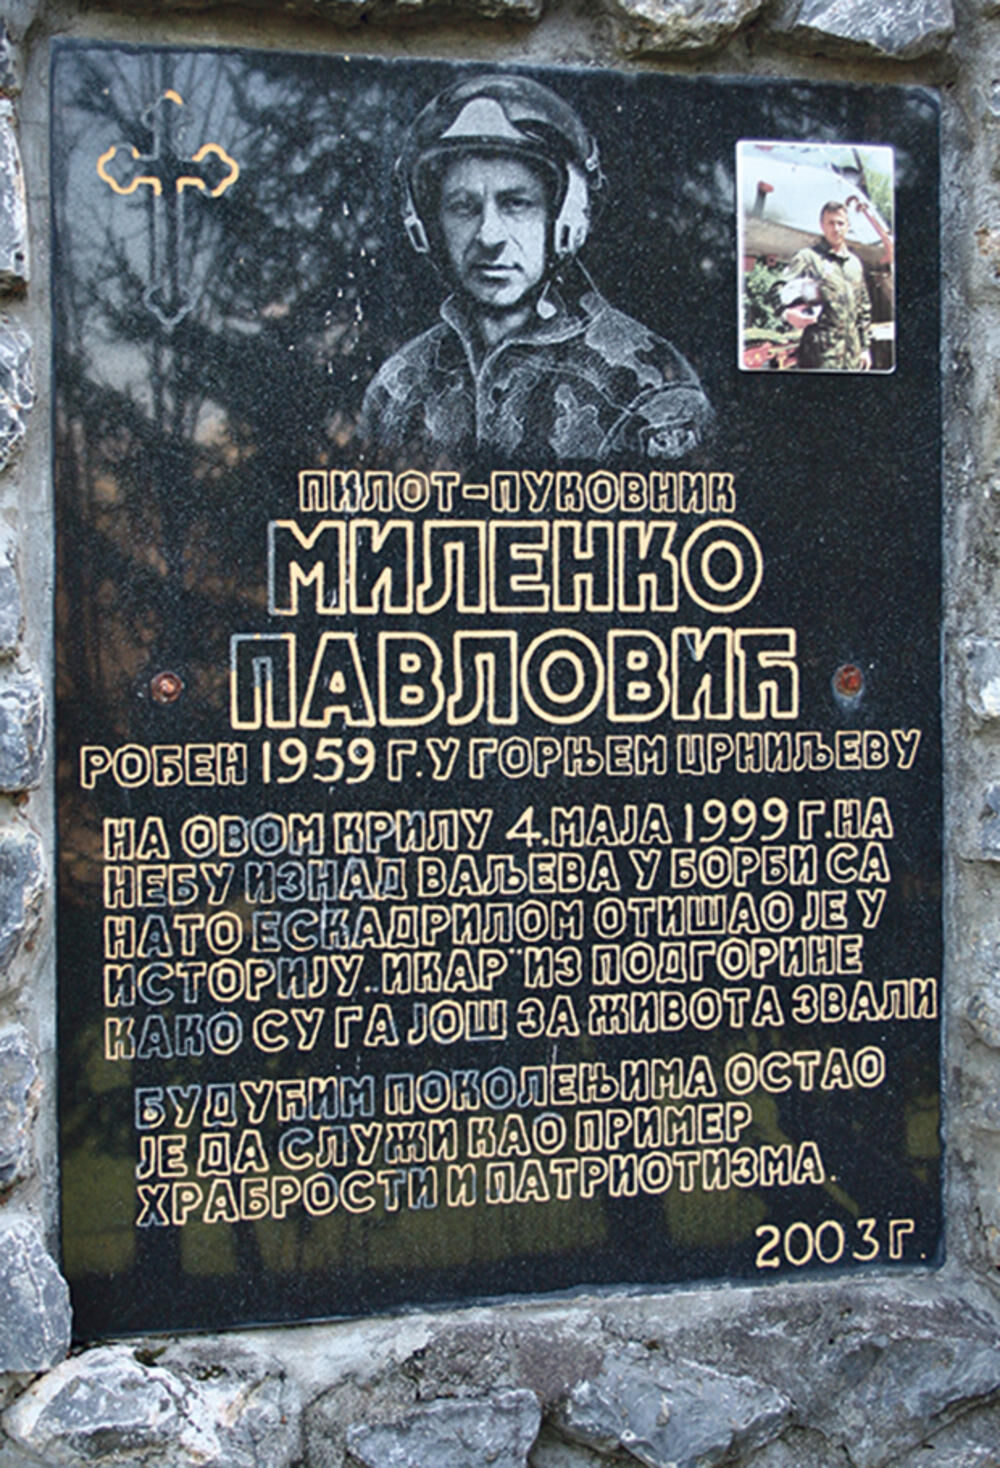 ПИЛОТ-ПУКОВНИК
МИЛЕНКО
ПАВЛОВИЋ
РОЂЕН 1959 Г. У ГОРЊЕМ ЦРНИЉЕВУ
НА ОВОМ КРИЛУ 4. МАЈА 1999 Г. НА
НЕБУ ИЗНАД ВАЉЕВА У БОРБИ СА
НАТО ЕСКАДРИЛОМ ОТИШАО ЈЕ У
ИСТОРИЈУ. „ИКАР” ИЗ ПОДГОРИНЕ
КАКО СУ ГА ЈОШ ЗА ЖИВОТА ЗВАЛИ
БУДУЋИМ ПОКОЛЕЊИМА ОСТАО
ЈЕ ДА СЛУЖИ КАО ПРИМЕР
ХРАБРОСТИ И ПАТРИОТИЗМА.
2003 Г.